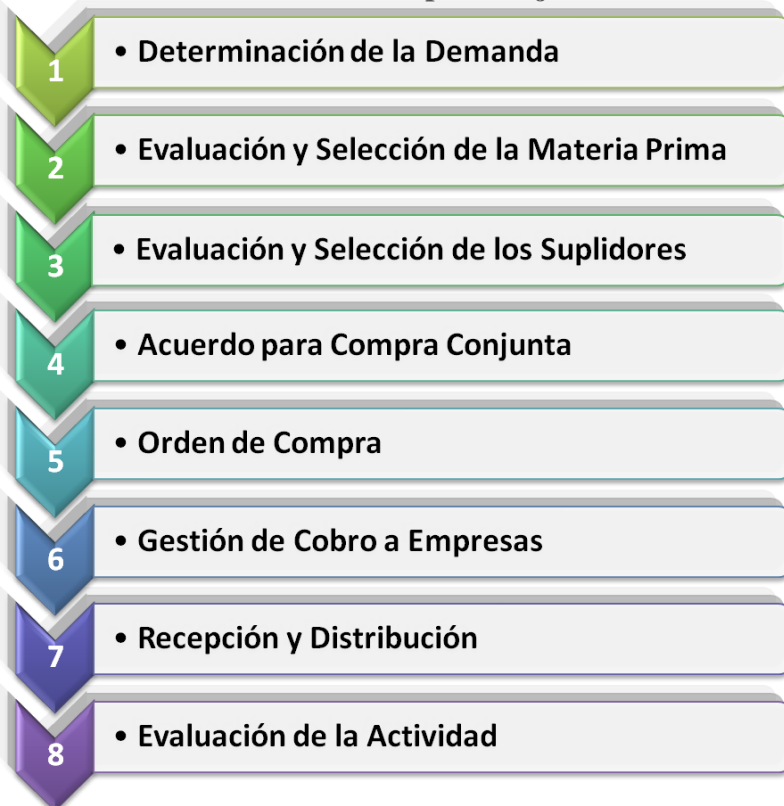 1
• Determinación de la Demanda
2
• Evaluación y Selección de la Materia Prima
3
• Evaluación y Selección de los Suplidores
4
• Acuerdo para Compra Conjunta
5
• Orden de Compra
6
• Gestión de Cobro a Empresas
7
• Recepción y Distribución
8
• Evaluación de la Actividad